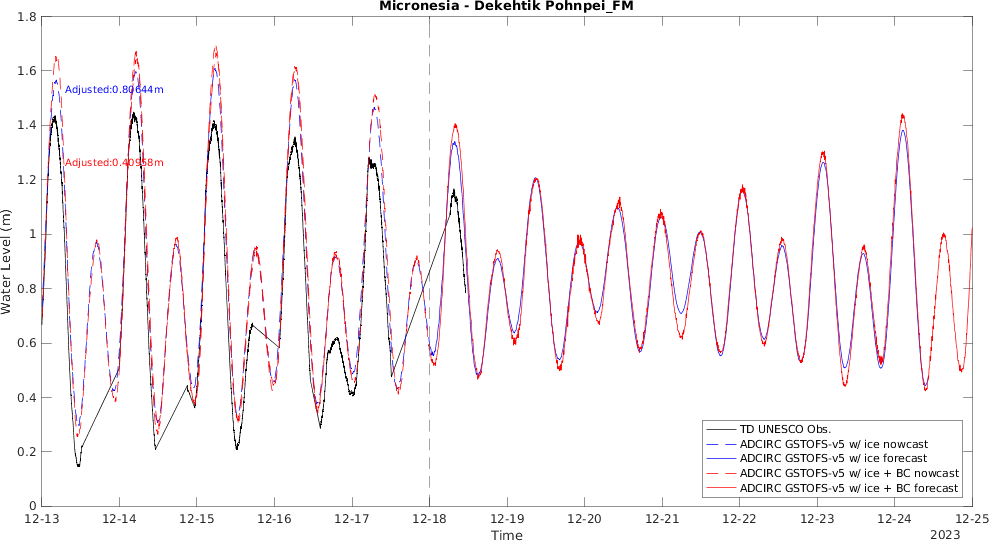 Micronesia - Dekehtik Pohnpei_FM
1.8
1.6
1.4
1.2
1
0.8
0.6
0.4
0.2
0
Water Level (m)
Adjusted:0.80644m
Adjusted:0.40958m
TD UNESCO Obs.
ADCIRC GSTOFS-v5 w/ ice nowcast
ADCIRC GSTOFS-v5 w/ ice forecast
ADCIRC GSTOFS-v5 w/ ice + BC nowcast
ADCIRC GSTOFS-v5 w/ ice + BC forecast
12-13 12-14 12-15 12-16 12-17 12-18 12-19 12-20 12-21 12-22 12-23 12-24 12-25
Time
2023